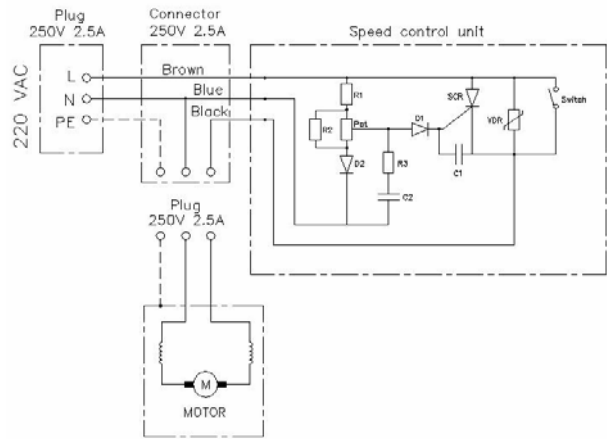 Plug
250V 2.5A
Connector
250V 2.5A
Speed control unit
220 VAC
L
N
PE
Brown
Blue
Black
R1
R2
Pot
D2
D1
R3
C2
SCR
C1
VDR
Switch
Plug
250V 2.5A
M
MOTOR